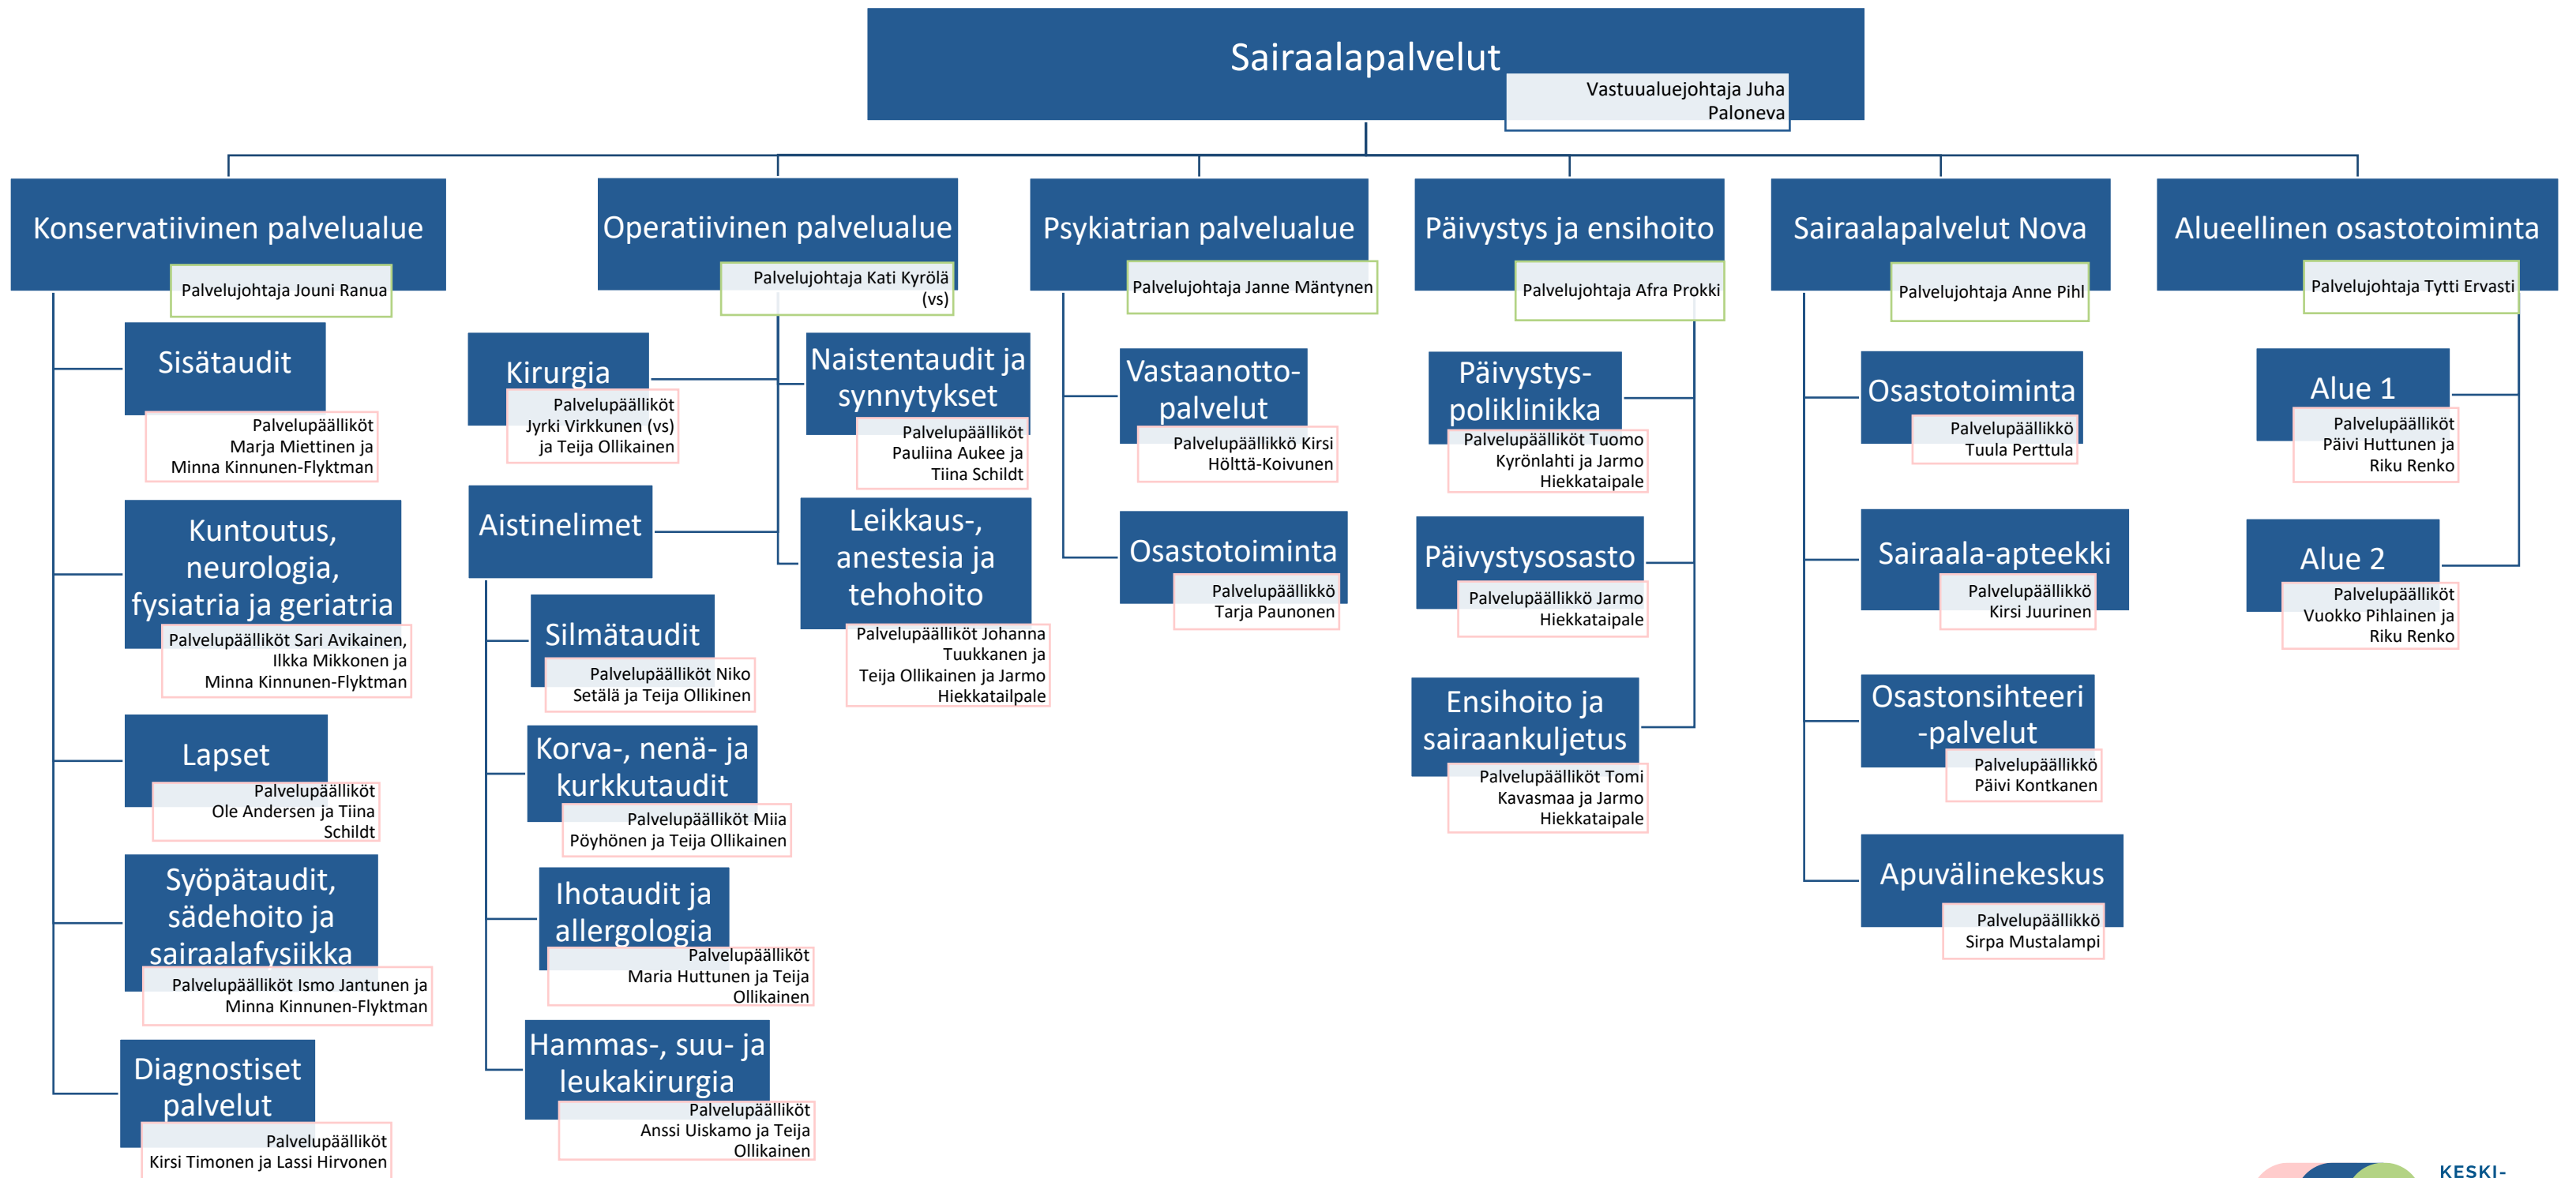 Sairaalapalvelut
Vastuualuejohtaja Juha
Paloneva
Konservatiivinen palvelualue
Palvelujohtaja Jouni Ranua
Sisätaudit
Palvelupäälliköt
Marja Miettinen ja
Minna Kinnunen-Flyktman
Kuntoutus,
neurologia,
fysiatria ja geriatria
Palvelupäälliköt Sari Avikainen,
Ilkka Mikkonen ja
Minna Kinnunen-Flyktman
Lapset
Palvelupäälliköt
Ole Andersen ja Tiina
Schildt
Syöpätaudit,
sädehoito ja
sairaalafysiikka
Palvelupäälliköt Ismo Jantunen ja
Minna Kinnunen-Flyktman
Diagnostiset
palvelut
Palvelupäälliköt
Kirsi Timonen ja Lassi Hirvonen
Operatiivinen palvelualue
Palvelujohtaja Kati Kyrölä
(vs)
Kirurgia
Palvelupäälliköt
Jyrki Virkkunen (vs)
ja Teija Ollikainen
Naistentaudit ja
synnytykset
Palvelupäälliköt
Pauliina Aukee ja
Tiina Schildt
Aistinelimet
Leikkaus-,
anestesia ja
tehohoito
Palvelupäälliköt Johanna
Tuukkanen ja
Teija Ollikainen ja Jarmo
Hiekkatailpale
Silmätaudit
Palvelupäälliköt Niko
Setälä ja Teija Ollikinen
Korva-, nenä- ja
kurkkutaudit
Palvelupäälliköt Miia
Pöyhönen ja Teija Ollikainen
Ihotaudit ja
allergologia
Palvelupäälliköt
Maria Huttunen ja Teija
Ollikainen
Hammas-, suu- ja
leukakirurgia
Palvelupäälliköt
Anssi Uiskamo ja Teija
Ollikainen
Psykiatrian palvelualue
Palvelujohtaja Janne Mäntynen
Vastaanotto-
palvelut
Palvelupäällikkö Kirsi
Hölttä-Koivunen
Osastotoiminta
Palvelupäällikkö
Tarja Paunonen
Päivystys ja ensihoito
Palvelujohtaja Afra Prokki
Päivystys-
poliklinikka
Palvelupäälliköt Tuomo
Kyrönlahti ja Jarmo
Hiekkataipale
Päivystysosasto
Palvelupäällikkö Jarmo
Hiekkataipale
Ensihoito ja
sairaankuljetus
Palvelupäälliköt Tomi
Kavasmaa ja Jarmo
Hiekkataipale
Sairaalapalvelut Nova
Palvelujohtaja Anne Pihl
Osastotoiminta
Palvelupäällikkö
Tuula Perttula
Sairaala-apteekki
Palvelupäällikkö
Kirsi Juurinen
Osastonsihteeri
-palvelut
Palvelupäällikkö
Päivi Kontkanen
Apuvälinekeskus
Palvelupäällikkö
Sirpa Mustalampi
Alueellinen osastotoiminta
Palvelujohtaja Tytti Ervasti
Alue 1
Palvelupäälliköt
Päivi Huttunen ja
Riku Renko
Alue 2
Palvelupäälliköt
Vuokko Pihlainen ja
Riku Renko
KESKI-